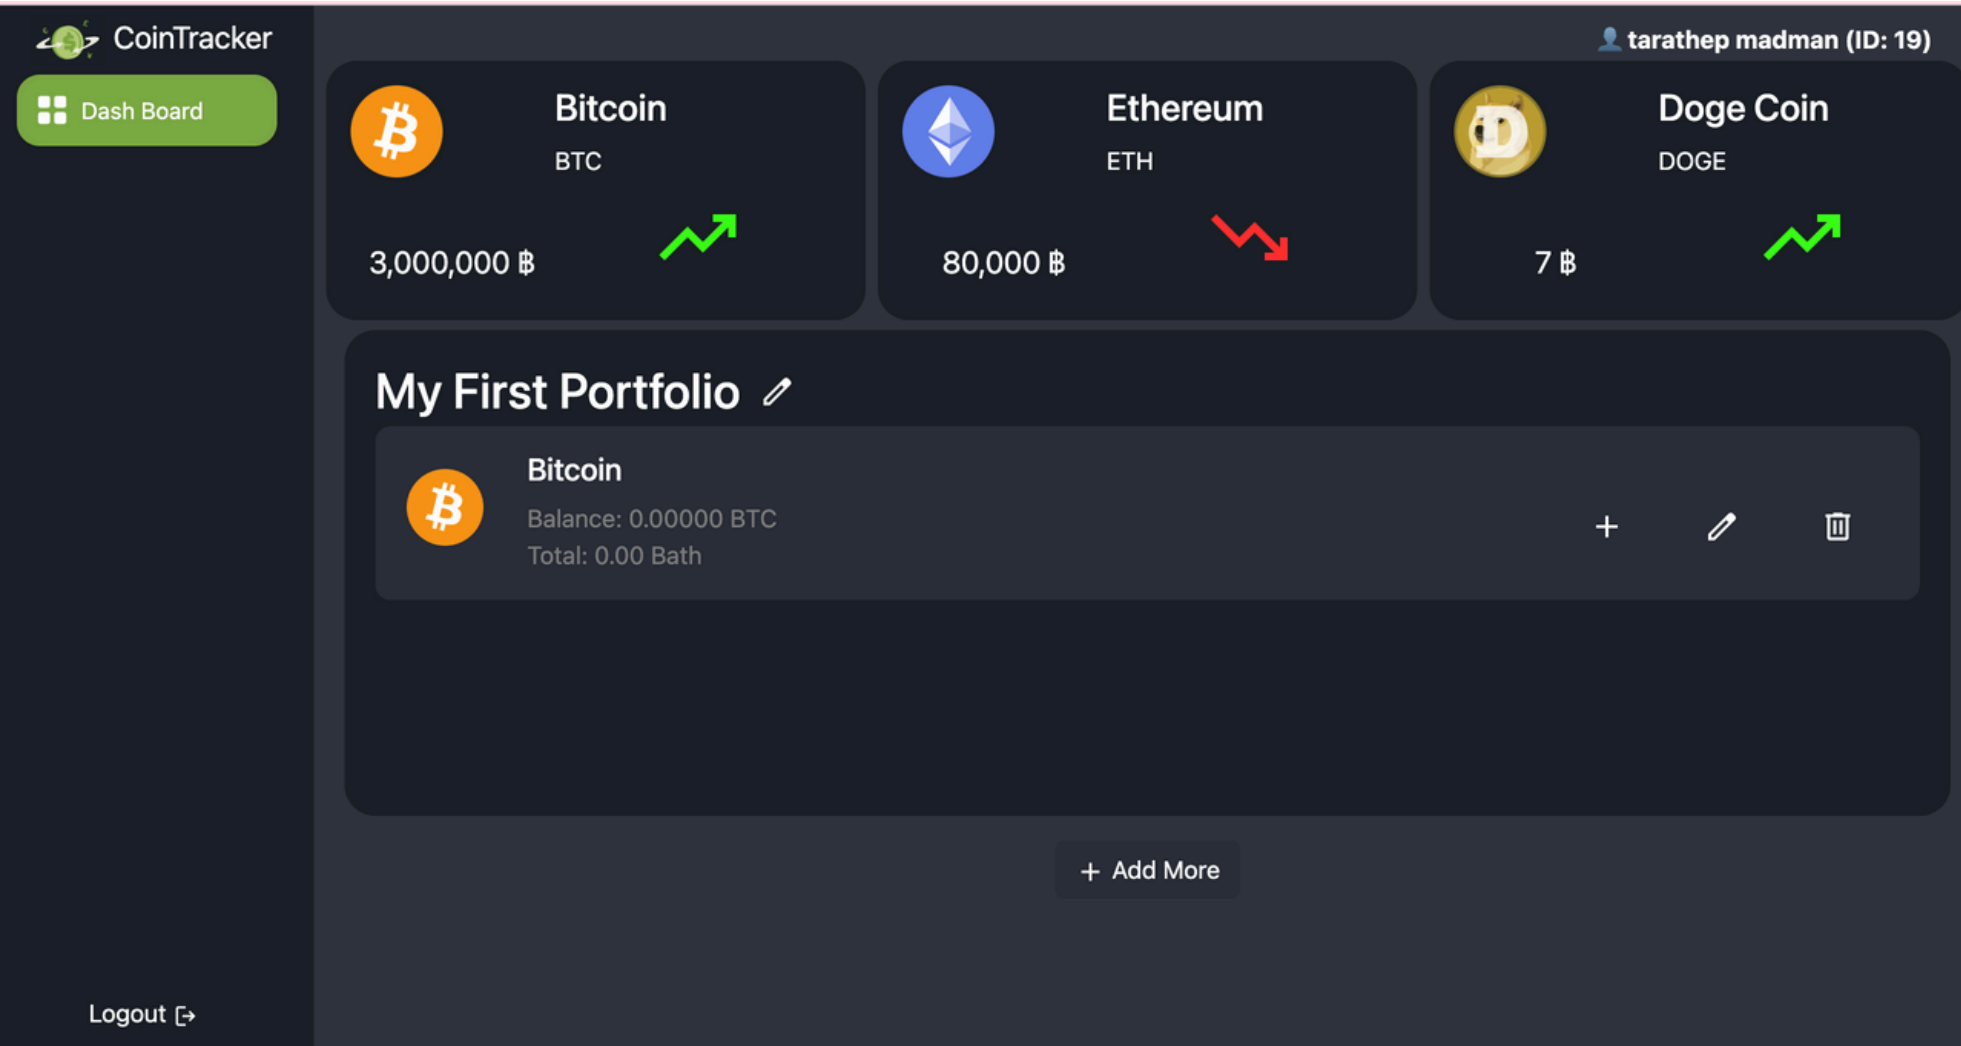 CoinTracker
Dash Board
Logout
tarathep madman (ID: 19)
Bitcoin
BTC
3,000,000 ฿
Ethereum
ETH
80,000 ฿
Doge Coin
DOGE
7 ฿
My First Portfolio
Bitcoin
Balance: 0.00000 BTC
Total: 0.00 Bath
+ Add More